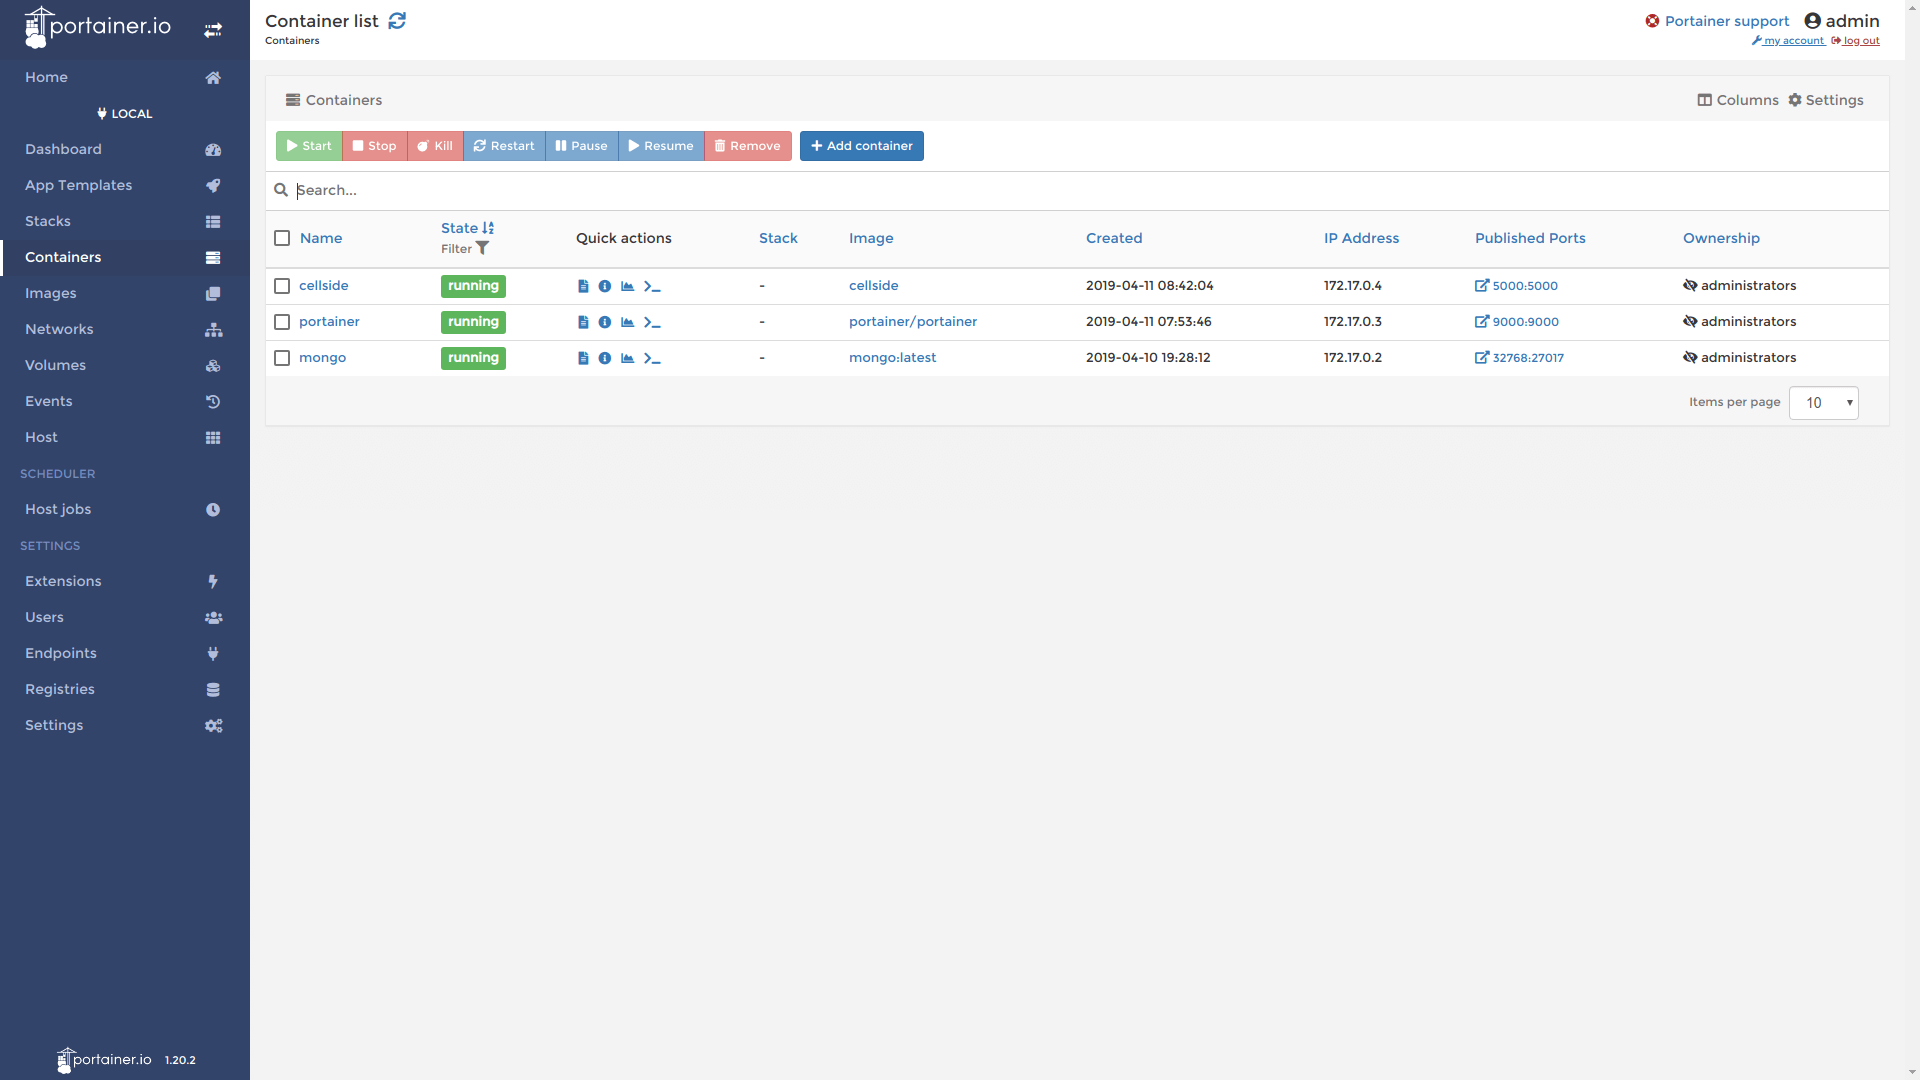 portainer.io
Home
LOCAL
Dashboard
App Templates
Stacks
Containers
Images
Networks
Volumes
Events
Host
SCHEDULER
Host jobs
SETTINGS
Extensions
Users
Endpoints
Registries
Settings
portainer.io 1.20.2
Container list
Containers
Portainer support admin
my account log out
Containers
Columns Settings
Start Stop Kill Restart Pause Resume Remove Add container
Search...
Name State Filter Quick actions Stack Image Created IP Address Published Ports Ownership
cellside running - cellside 2019-04-11 08:42:04 172.17.0.4 5000:5000 administrators
portainer running - portainer/portainer 2019-04-11 07:53:46 172.17.0.3 9000:9000 administrators
mongo running - mongo:latest 2019-04-10 19:28:12 172.17.0.2 32768:27017 administrators
Items per page 10